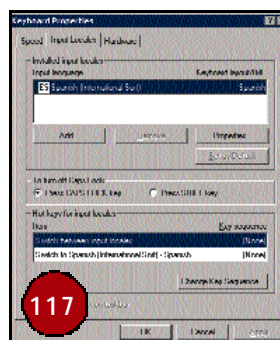 Keyboard Properties
Speed Input Locales Hardware
Installed input locales
Input language Keyboard layout/IME
ES Spanish (International Sort) Spanish
Add Remove Properties
Set as Default
To turn off Caps Lock
Press CAPS LOCK key Press SHIFT key
Hot keys for input locales
Item Key sequence
Switch between input locales (None)
Switch to Spanish (International Sort) - Spanish (None)
Change Key Sequence
117
on taskbar
OK Cancel Apply